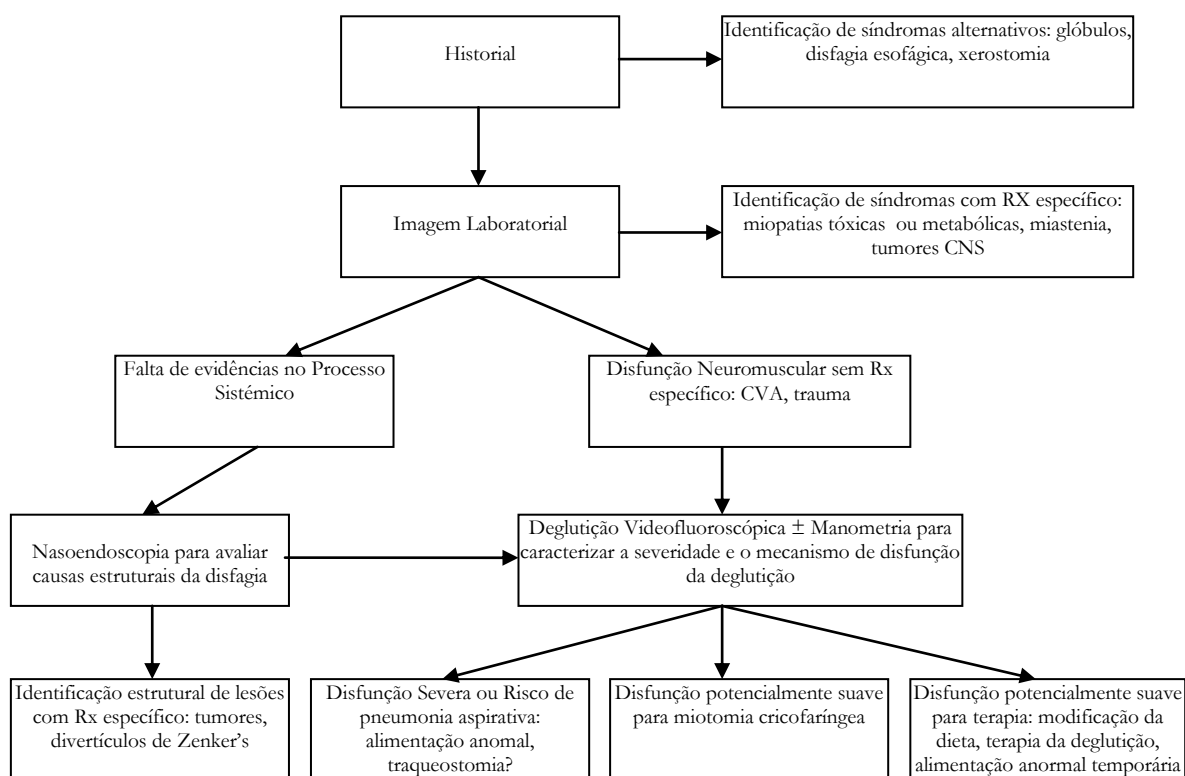 Historial
Identificação de síndromas alternativos: glóbulos,
disfagia esofágica, xerostomia
Imagem Laboratorial
Identificação de síndromas com RX específico:
miopatias tóxicas ou metabólicas, miastenia,
tumores CNS
Falta de evidências no Processo
Sistémico
Disfunção Neuromuscular sem Rx
específico: CVA, trauma
Nasoendoscopia para avaliar
causas estruturais da disfagia
Deglutição Videofluoroscópica ± Manometria para
caracterizar a severidade e o mecanismo de disfunção
da deglutição
Identificação estrutural de lesões
com Rx específico: tumores,
divertículos de Zenker's
Disfunção Severa ou Risco de
pneumonia aspirativa:
alimentação anomal,
traqueostomia?
Disfunção potencialmente suave
para miotomia cricofaríngea
Disfunção potencialmente suave
para terapia: modificação da
dieta, terapia da deglutição,
alimentação anormal temporária